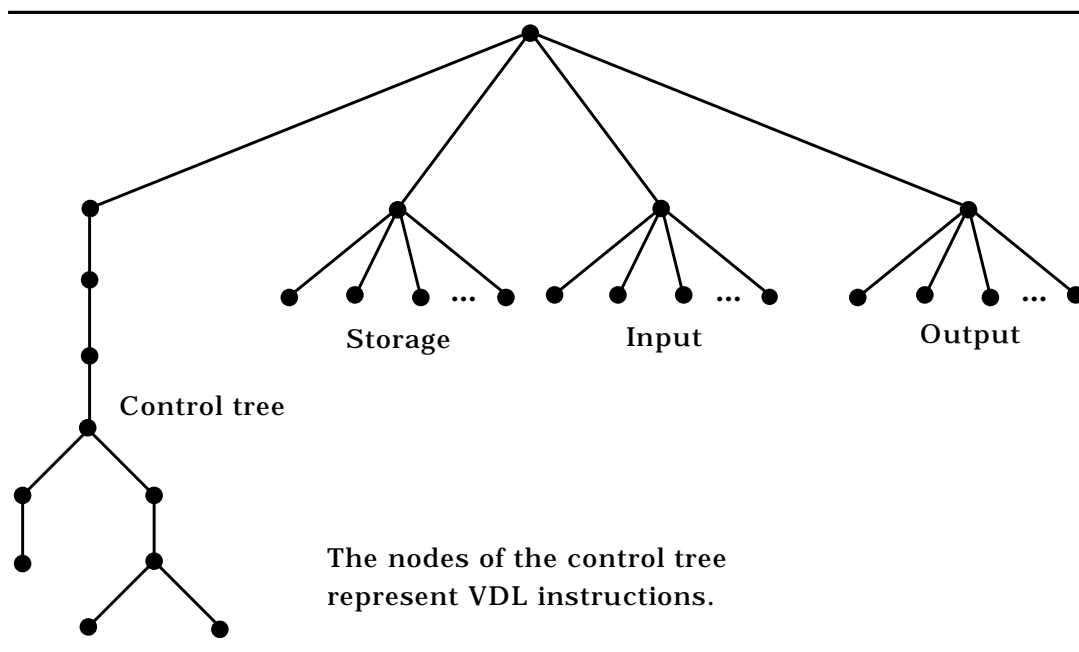 ... ... ...
Storage Input Output
Control tree
The nodes of the control tree
represent VDL instructions.